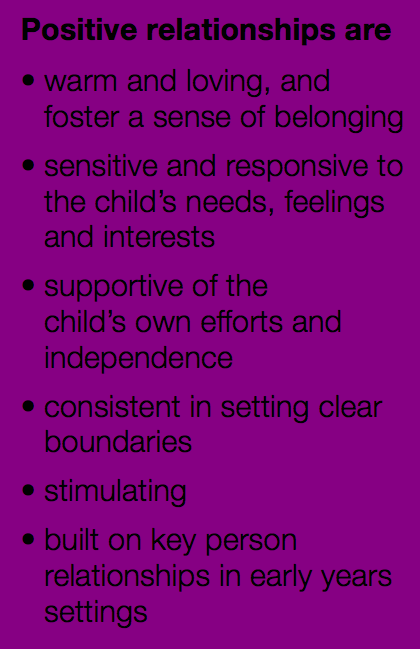 Positive relationships are
• warm and loving, and
foster a sense of belonging
• sensitive and responsive to
the child’s needs, feelings
and interests
• supportive of the
child’s own efforts and
independence
• consistent in setting clear
boundaries
• stimulating
• built on key person
relationships in early years
settings